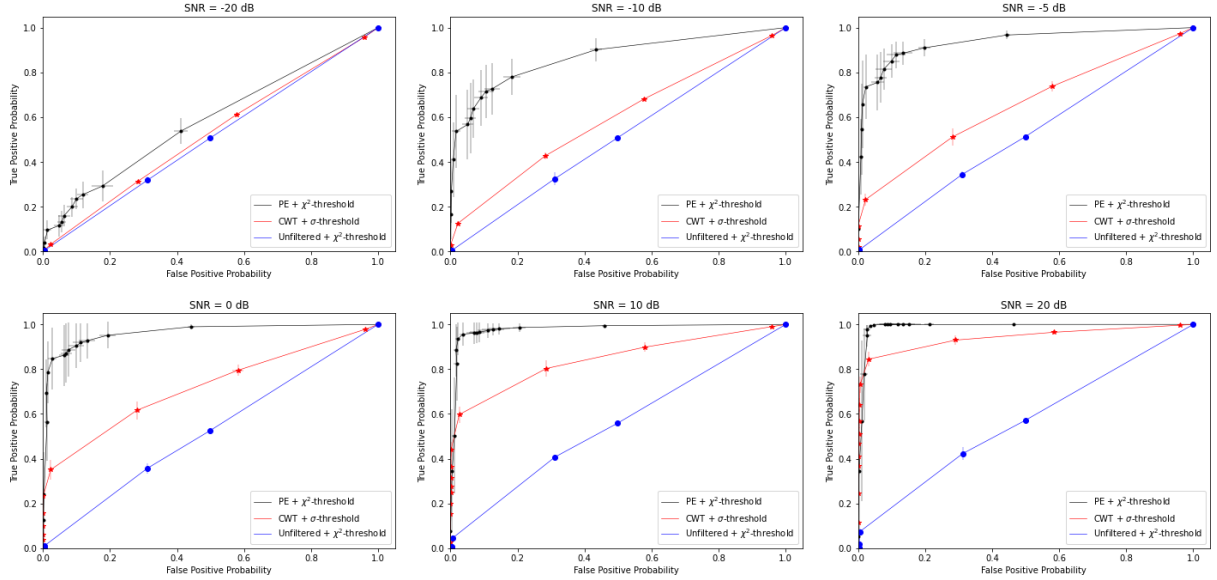 SNR = -20 dB
True Positive Probability
1.0
0.8
0.6
0.4
0.2
0.0
PE + χ²-threshold
CWT + σ-threshold
Unfiltered + χ²-threshold
0.0 0.2 0.4 0.6 0.8 1.0
False Positive Probability
SNR = -10 dB
True Positive Probability
1.0
0.8
0.6
0.4
0.2
0.0
PE + χ²-threshold
CWT + σ-threshold
Unfiltered + χ²-threshold
0.0 0.2 0.4 0.6 0.8 1.0
False Positive Probability
SNR = -5 dB
True Positive Probability
1.0
0.8
0.6
0.4
0.2
0.0
PE + χ²-threshold
CWT + σ-threshold
Unfiltered + χ²-threshold
0.0 0.2 0.4 0.6 0.8 1.0
False Positive Probability
SNR = 0 dB
True Positive Probability
1.0
0.8
0.6
0.4
0.2
0.0
PE + χ²-threshold
CWT + σ-threshold
Unfiltered + χ²-threshold
0.0 0.2 0.4 0.6 0.8 1.0
False Positive Probability
SNR = 10 dB
True Positive Probability
1.0
0.8
0.6
0.4
0.2
0.0
PE + χ²-threshold
CWT + σ-threshold
Unfiltered + χ²-threshold
0.0 0.2 0.4 0.6 0.8 1.0
False Positive Probability
SNR = 20 dB
True Positive Probability
1.0
0.8
0.6
0.4
0.2
0.0
PE + χ²-threshold
CWT + σ-threshold
Unfiltered + χ²-threshold
0.0 0.2 0.4 0.6 0.8 1.0
False Positive Probability